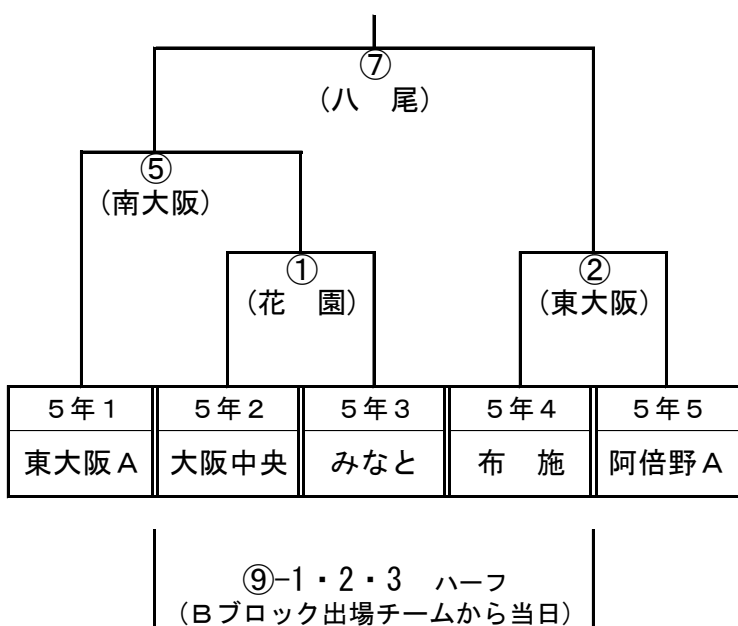 ⑦
（八　尾）
⑤
（南大阪）
①
（花　園）
②
（東大阪）
５年１
５年２
５年３
５年４
５年５
東大阪Ａ
大阪中央
みなと
布　施
阿倍野Ａ
⑨-1・2・3　ハーフ
（Ｂブロック出場チームから当日）